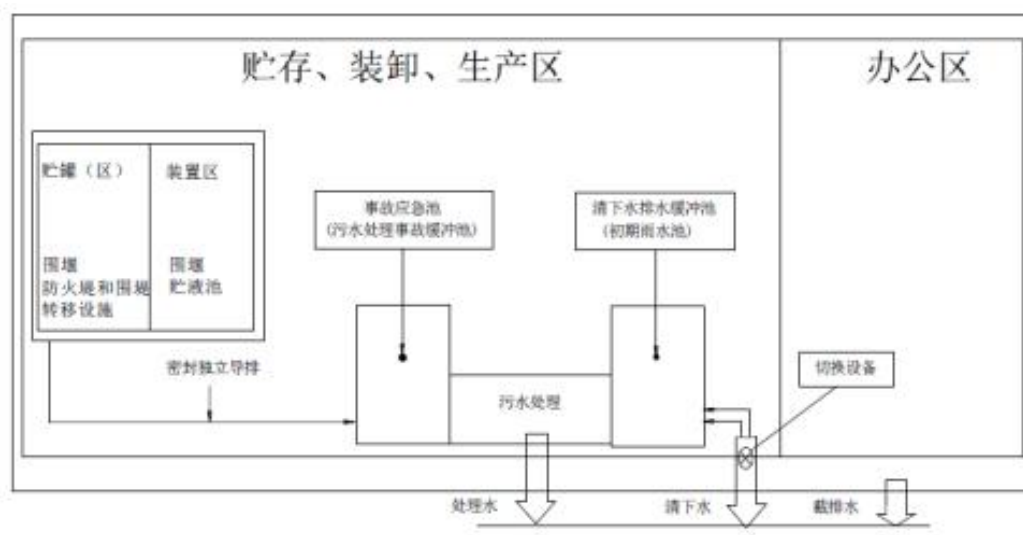 贮存、装卸、生产区
办公区
贮罐（区）
装置区
围堰
防火堤和围堤
转移设施
围堰
贮液池
事故应急池
(污水处理事故缓冲池)
清下水排水缓冲池
(初期雨水池)
密封独立导排
污水处理
切换设备
处理水
清下水
截排水